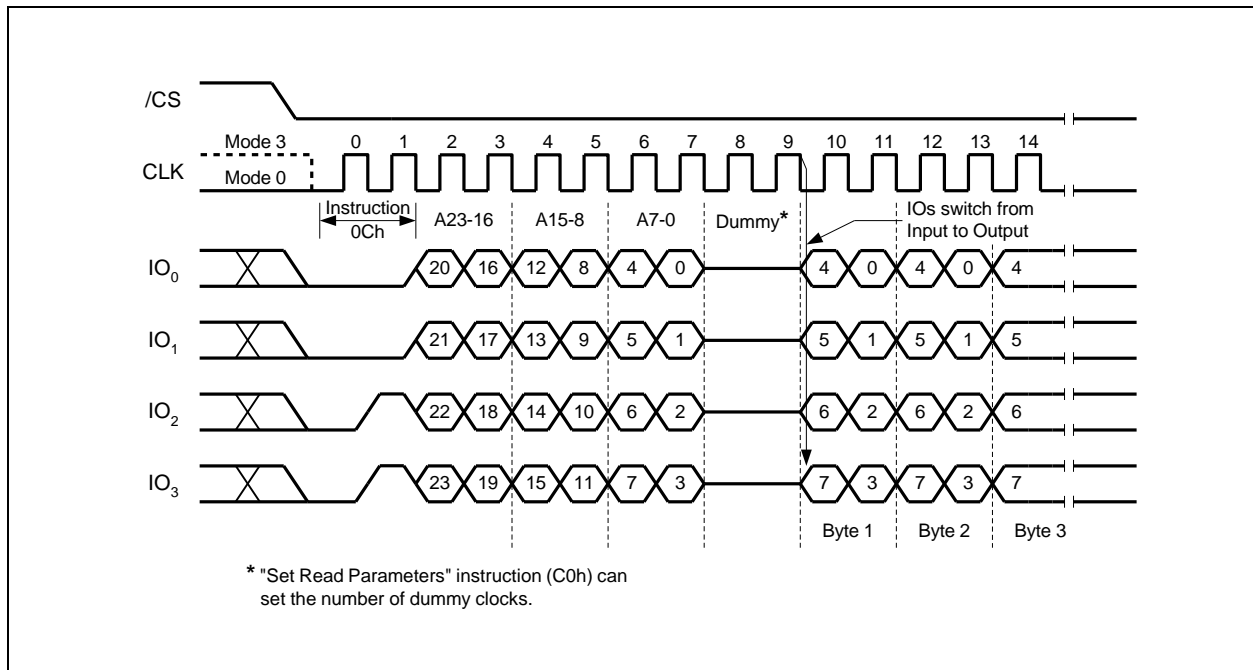 /CS
Mode 3 0 1 2 3 4 5 6 7 8 9 10 11 12 13 14
CLK
Mode 0
Instruction
0Ch
A23-16 A15-8 A7-0 Dummy*
IOs switch from
Input to Output
IO0 20 16 12 8 4 0 4 0 4 0 4
IO1 21 17 13 9 5 1 5 1 5 1 5
IO2 22 18 14 10 6 2 6 2 6 2 6
IO3 23 19 15 11 7 3 7 3 7 3 7
Byte 1 Byte 2 Byte 3
* "Set Read Parameters" instruction (C0h) can
set the number of dummy clocks.